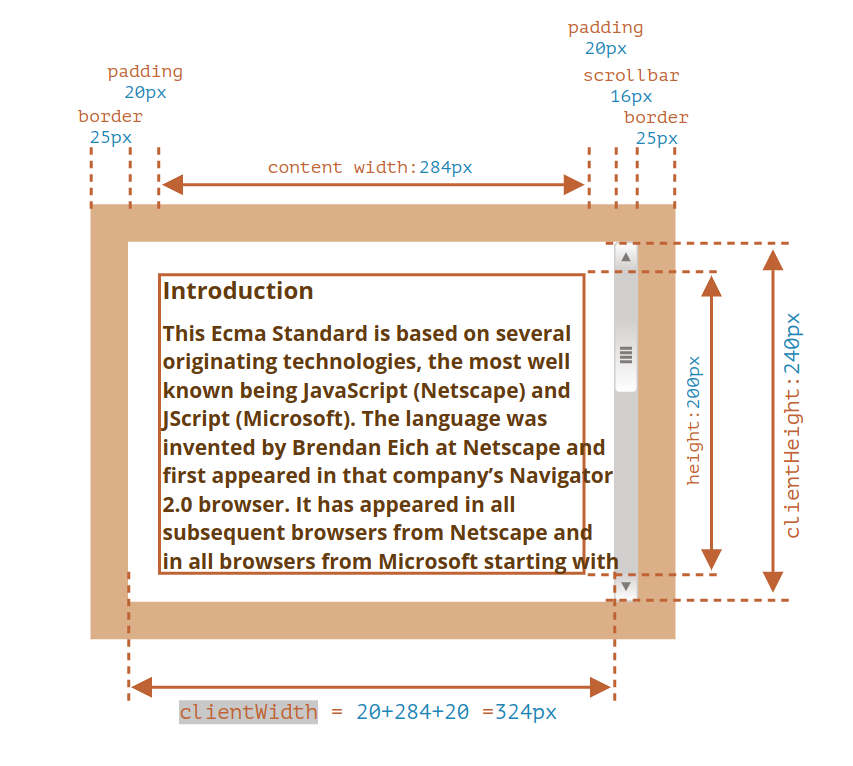 padding
20px
scrollbar
16px
border
25px
padding
20px
border
25px
content width:284px
Introduction
This Ecma Standard is based on several
originating technologies, the most well
known being JavaScript (Netscape) and
JScript (Microsoft). The language was
invented by Brendan Eich at Netscape and
first appeared in that company’s Navigator
2.0 browser. It has appeared in all
subsequent browsers from Netscape and
in all browsers from Microsoft starting with
height:200px
clientHeight:240px
clientWidth = 20+284+20 =324px